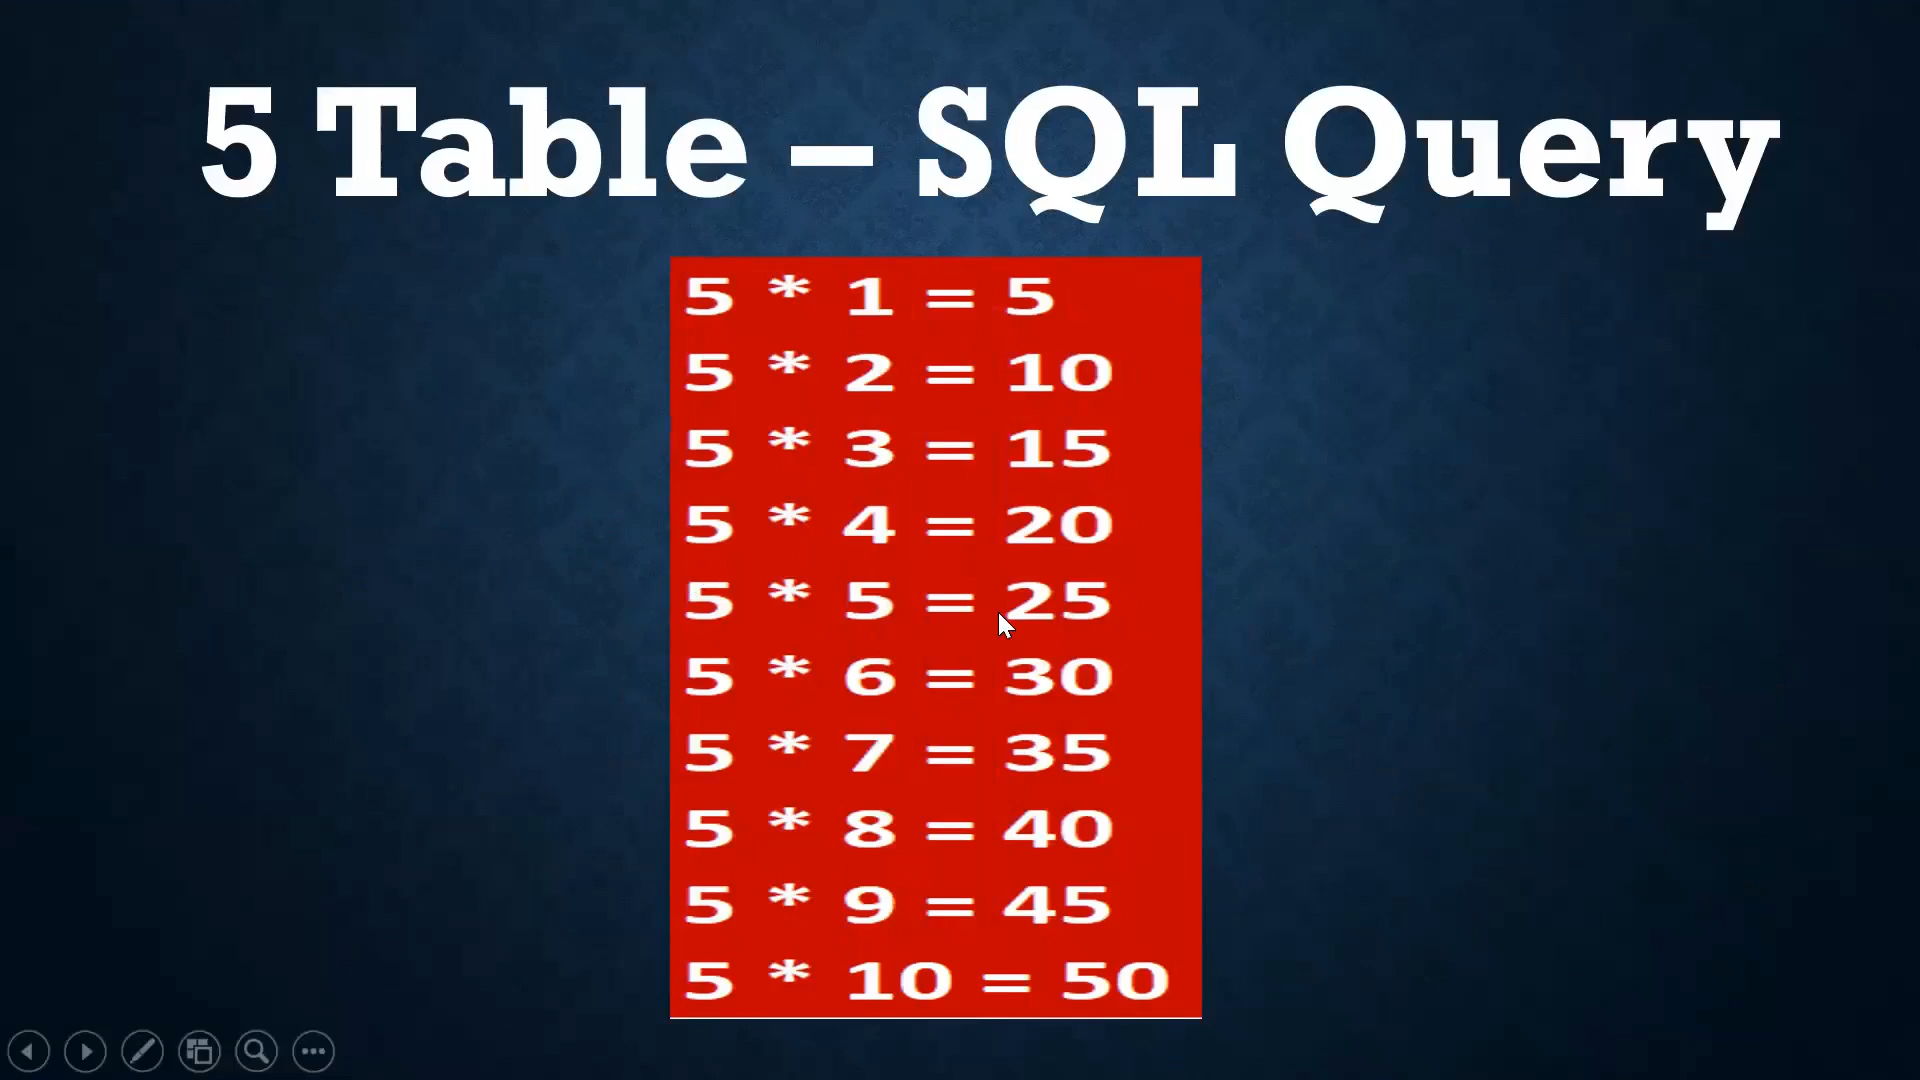 5 Table – SQL Query
5 * 1 = 5
5 * 2 = 10
5 * 3 = 15
5 * 4 = 20
5 * 5 = 25
5 * 6 = 30
5 * 7 = 35
5 * 8 = 40
5 * 9 = 45
5 * 10 = 50